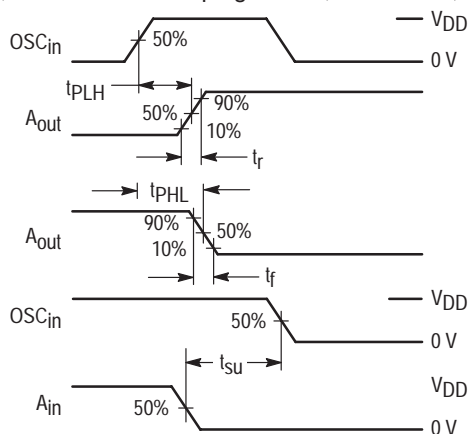 VDD
OSCin
50%
0 V
tPLH
90%
Aout
50%
10%
tr
tPHL
90%
Aout
50%
10%
tf
VDD
OSCin
50%
0 V
tsu
VDD
Ain
50%
0 V